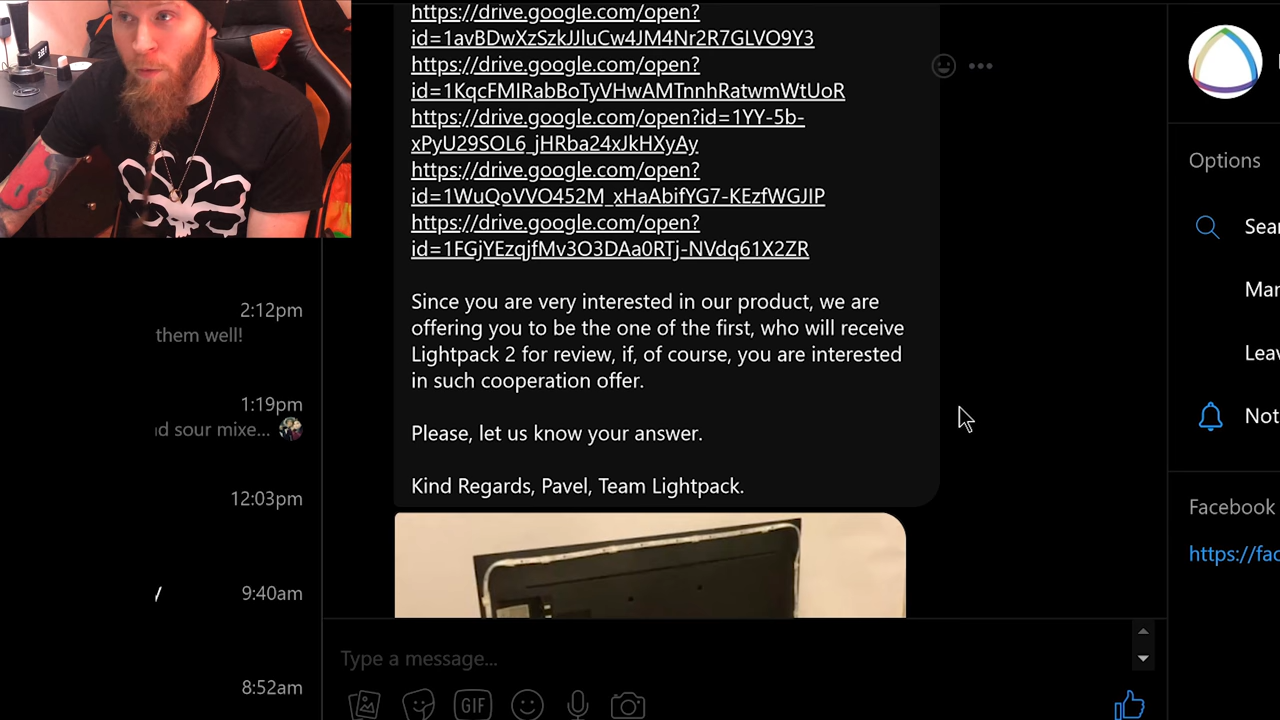 https://drive.google.com/open?
id=1avBDwXzSzkJJluCw4JM4Nr2R7GLVO9Y3
https://drive.google.com/open?
id=1KqcFMIRabBoTyVHwAMTnnhRatwmWtUoR
https://drive.google.com/open?id=1YY-5b-
xPyU29SOL6_jHRba24xJkHXyAy
https://drive.google.com/open?
id=1WuQoVVO452M_xHaAbifYG7-KEzfWGJIP
https://drive.google.com/open?
id=1FGjYEzqjfMv3O3DAa0RTj-NVdq61X2ZR
Since you are very interested in our product, we are
offering you to be the one of the first, who will receive
Lightpack 2 for review, if, of course, you are interested
in such cooperation offer.
Please, let us know your answer.
Kind Regards, Pavel, Team Lightpack.
Type a message...
GIF
2:12pm
them well!
1:19pm
d sour mixe...
12:03pm
y 9:40am
8:52am
Options
Sear
Man
Leav
Not
Facebook
https://fac